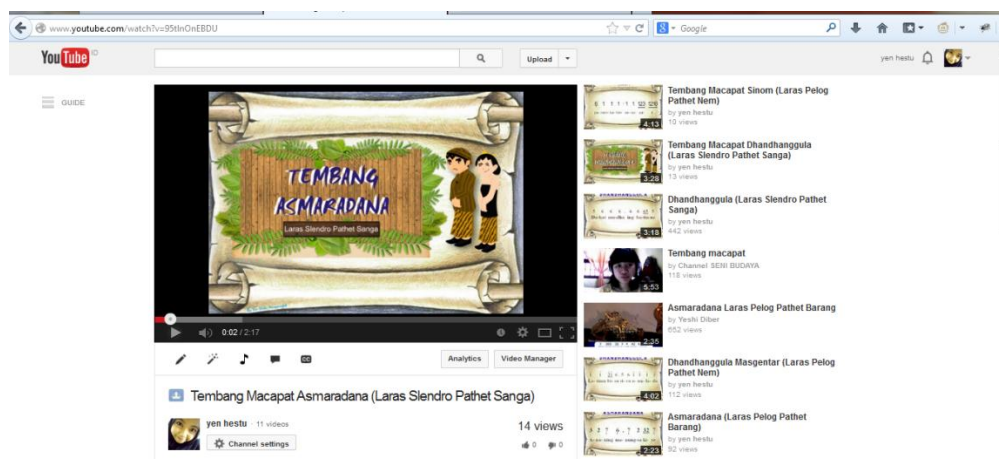 www.youtube.com/watch?v=95tlnOnEBDU
Google
You Tube ID
Upload
yen hestu
GUIDE
TEMBANG
ASMARADANA
Laras Slendro Pathet Sanga
0:02 / 2:17
CC
Analytics
Video Manager
Tembang Macapat Asmaradana (Laras Slendro Pathet Sanga)
yen hestu · 11 videos
Channel settings
14 views
0
0
Tembang Macapat Sinom (Laras Pelog
Pathet Nem)
by yen hestu
10 views
4:13
Tembang Macapat Dhandhanggula
(Laras Slendro Pathet Sanga)
by yen hestu
13 views
3:28
Dhandhanggula (Laras Slendro Pathet
Sanga)
by yen hestu
442 views
3:18
Tembang macapat
by Channel SENI BUDAYA
118 views
5:53
Asmaradana Laras Pelog Pathet Barang
by Yeshi Diber
652 views
2:35
Dhandhanggula Masgentar (Laras Pelog
Pathet Nem)
by yen hestu
112 views
4:02
Asmaradana (Laras Pelog Pathet
Barang)
by yen hestu
92 views
2:23